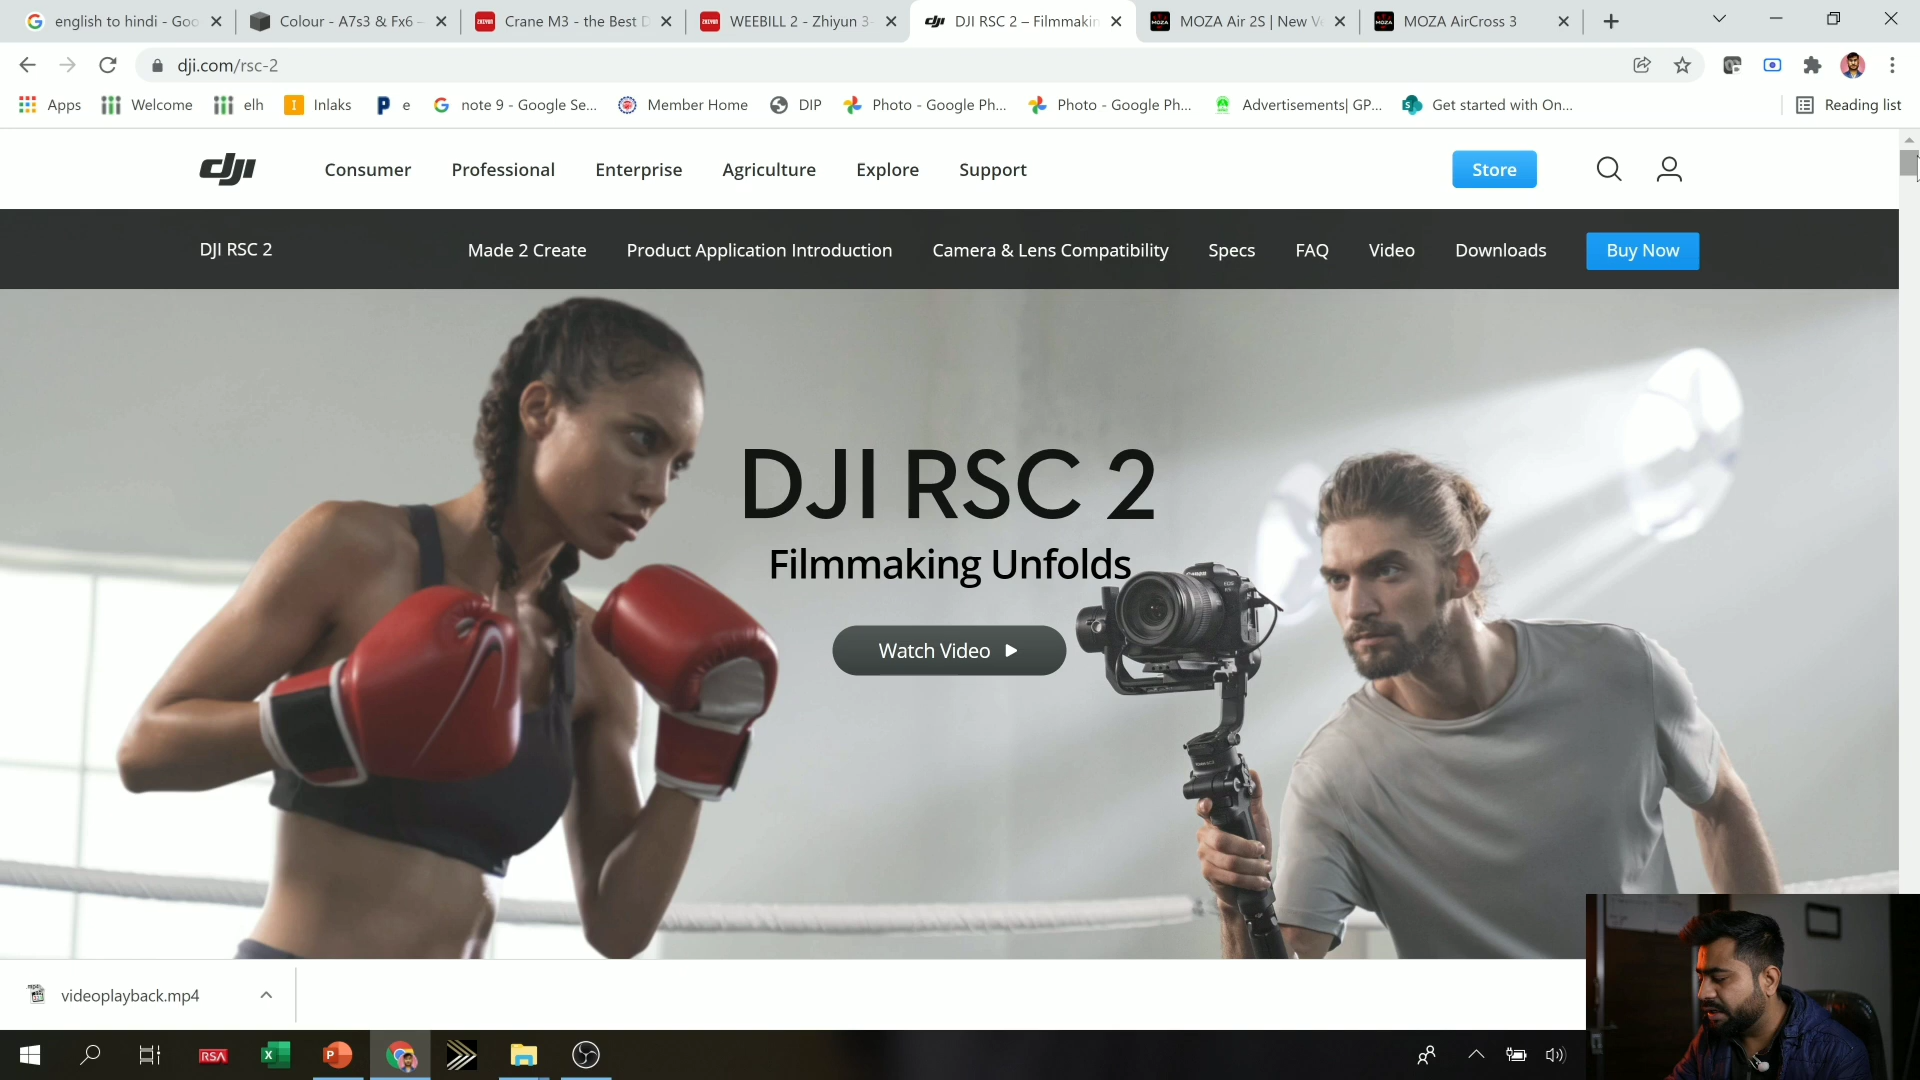 english to hindi - Goo
Colour - A7s3 & Fx6 –
Crane M3 - the Best D
WEEBILL 2 - Zhiyun 3-
DJI RSC 2 – Filmmakin
MOZA Air 2S | New Ve
MOZA AirCross 3
dji.com/rsc-2
Apps
Welcome
elh
Inlaks
e
note 9 - Google Se...
Member Home
DIP
Photo - Google Ph...
Photo - Google Ph...
Advertisements| GP...
Get started with On...
Reading list
dji
Consumer
Professional
Enterprise
Agriculture
Explore
Support
Store
DJI RSC 2
Made 2 Create
Product Application Introduction
Camera & Lens Compatibility
Specs
FAQ
Video
Downloads
Buy Now
DJI RSC 2
Filmmaking Unfolds
Watch Video
Canon
videoplayback.mp4
RSA